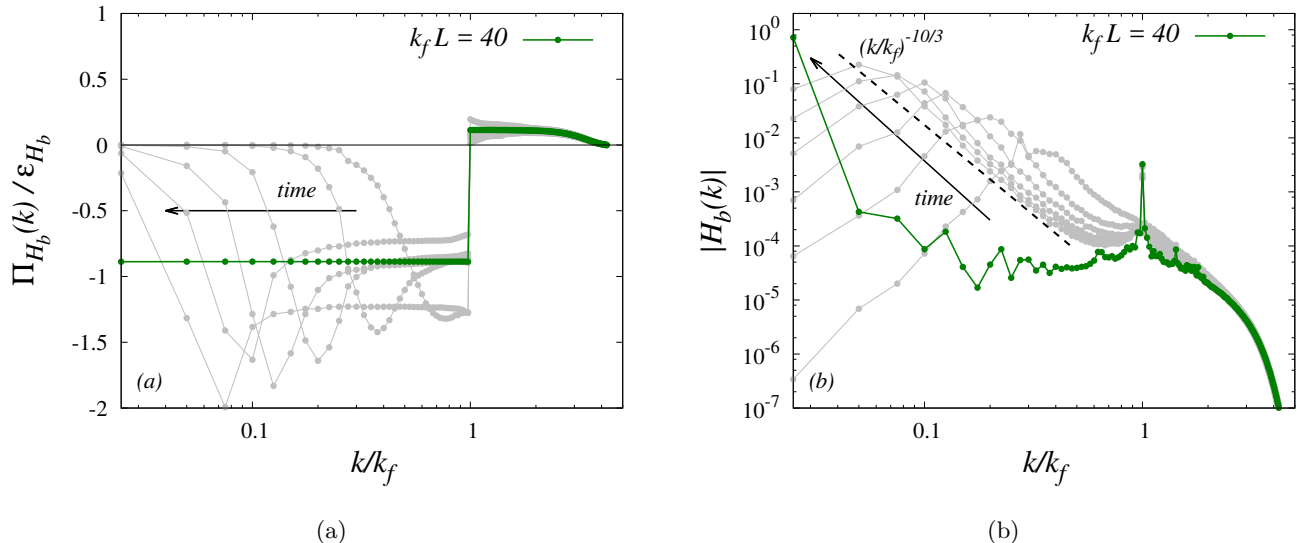 k_f L = 40
1
0.5
0
-0.5
-1
-1.5
-2
Π_{H_b}(k) / ε_{H_b}
time
(a)
0.1
1
k/k_f
(a)
k_f L = 40
(k/k_f)^{-10/3}
10^0
10^{-1}
10^{-2}
10^{-3}
10^{-4}
10^{-5}
10^{-6}
10^{-7}
|H_b(k)|
time
(b)
0.1
1
k/k_f
(b)